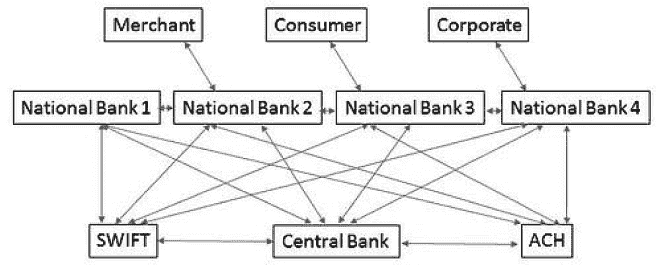 Merchant
Consumer
Corporate
National Bank 1
National Bank 2
National Bank 3
National Bank 4
SWIFT
Central Bank
ACH